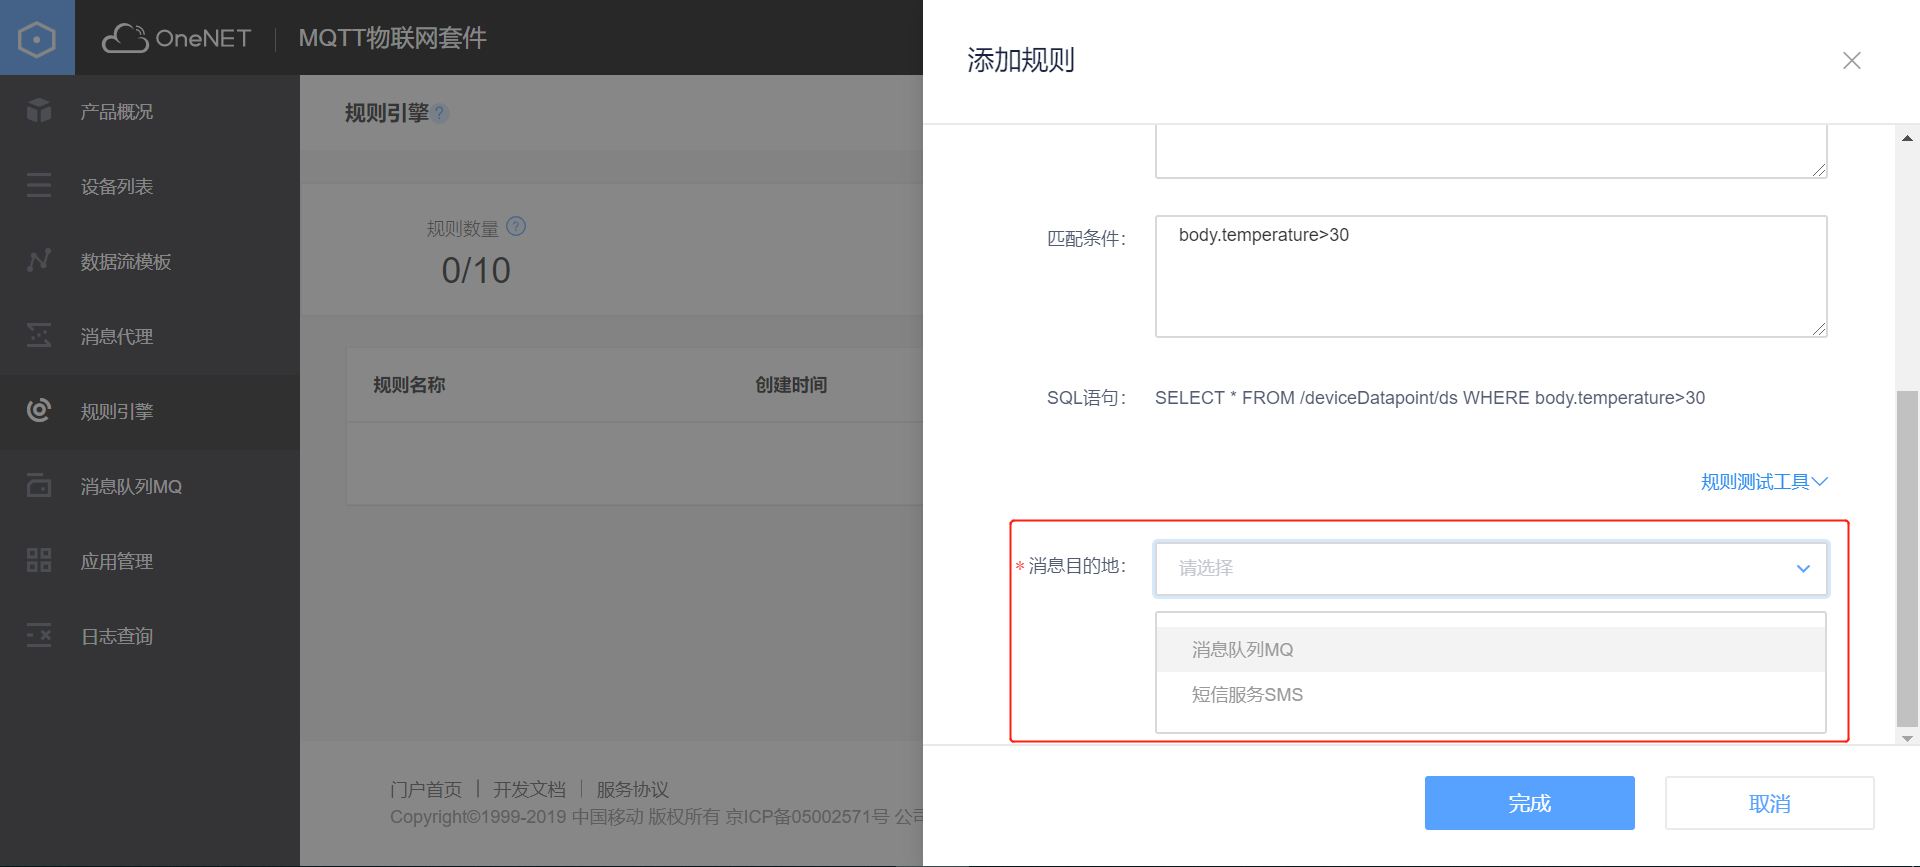 OneNET
MQTT物联网套件
产品概况
设备列表
数据流模板
消息代理
规则引擎
消息队列MQ
应用管理
日志查询
规则引擎 ?
规则数量 ?
0/10
规则名称 创建时间
门户首页 | 开发文档 | 服务协议
Copyright©1999-2019 中国移动 版权所有 京ICP备05002571号 公司
添加规则
匹配条件: body.temperature>30
SQL语句: SELECT * FROM /deviceDatapoint/ds WHERE body.temperature>30
规则测试工具
*消息目的地: 请选择
消息队列MQ
短信服务SMS
完成 取消